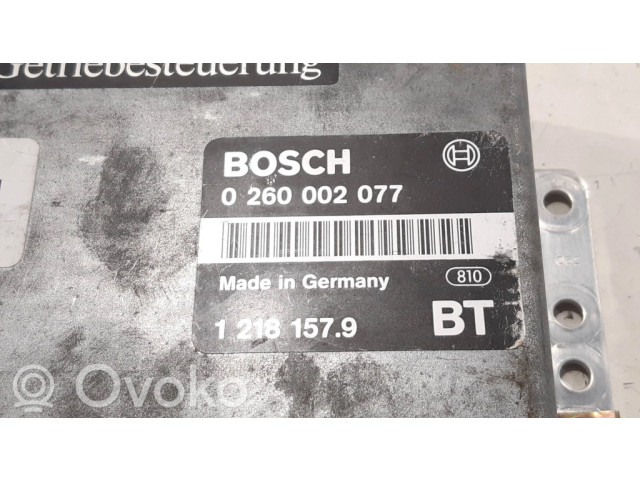 Getriebesteuerung
BOSCH
0 260 002 077
Made in Germany
810
1 218 157.9
BT
Ovoko